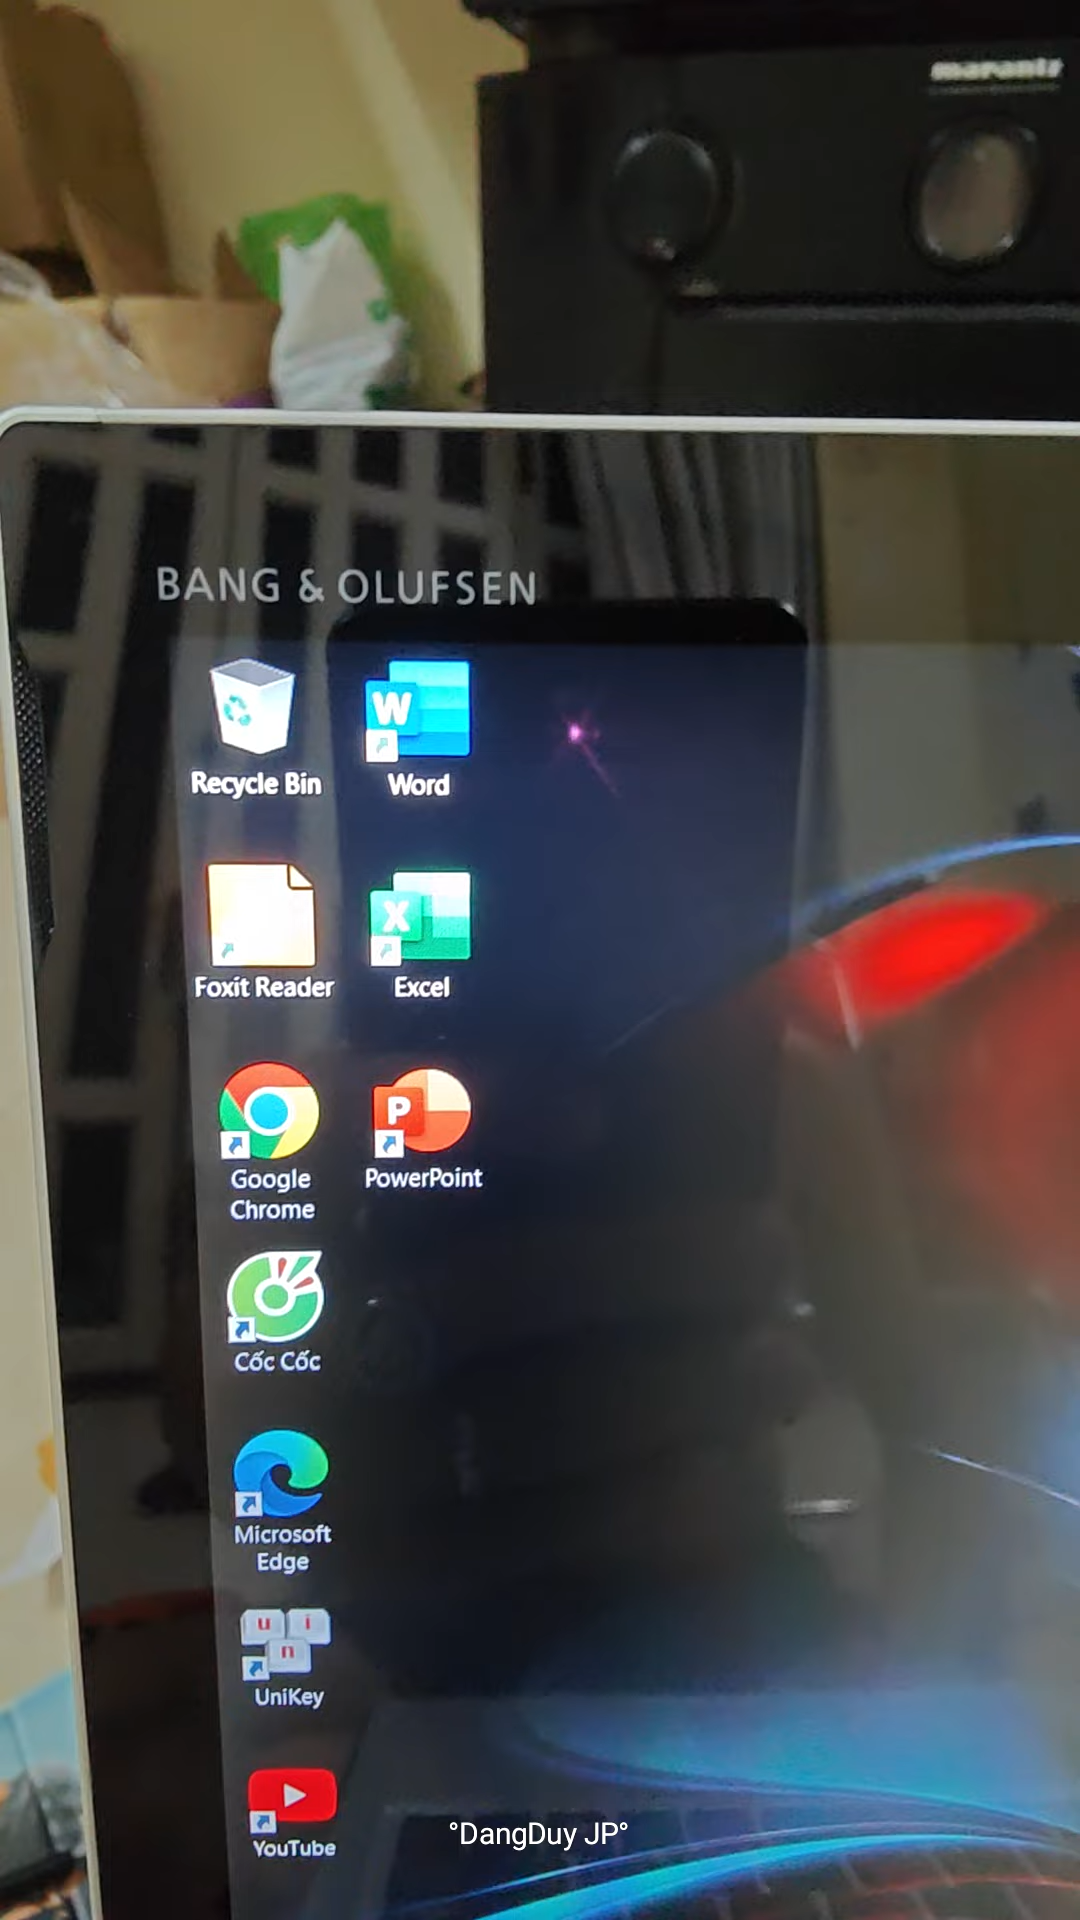 marantz
BANG & OLUFSEN
Recycle Bin
W
Word
Foxit Reader
X
Excel
Google
Chrome
P
PowerPoint
Cốc Cốc
Microsoft
Edge
u i
n
UniKey
YouTube
°DangDuy JP°